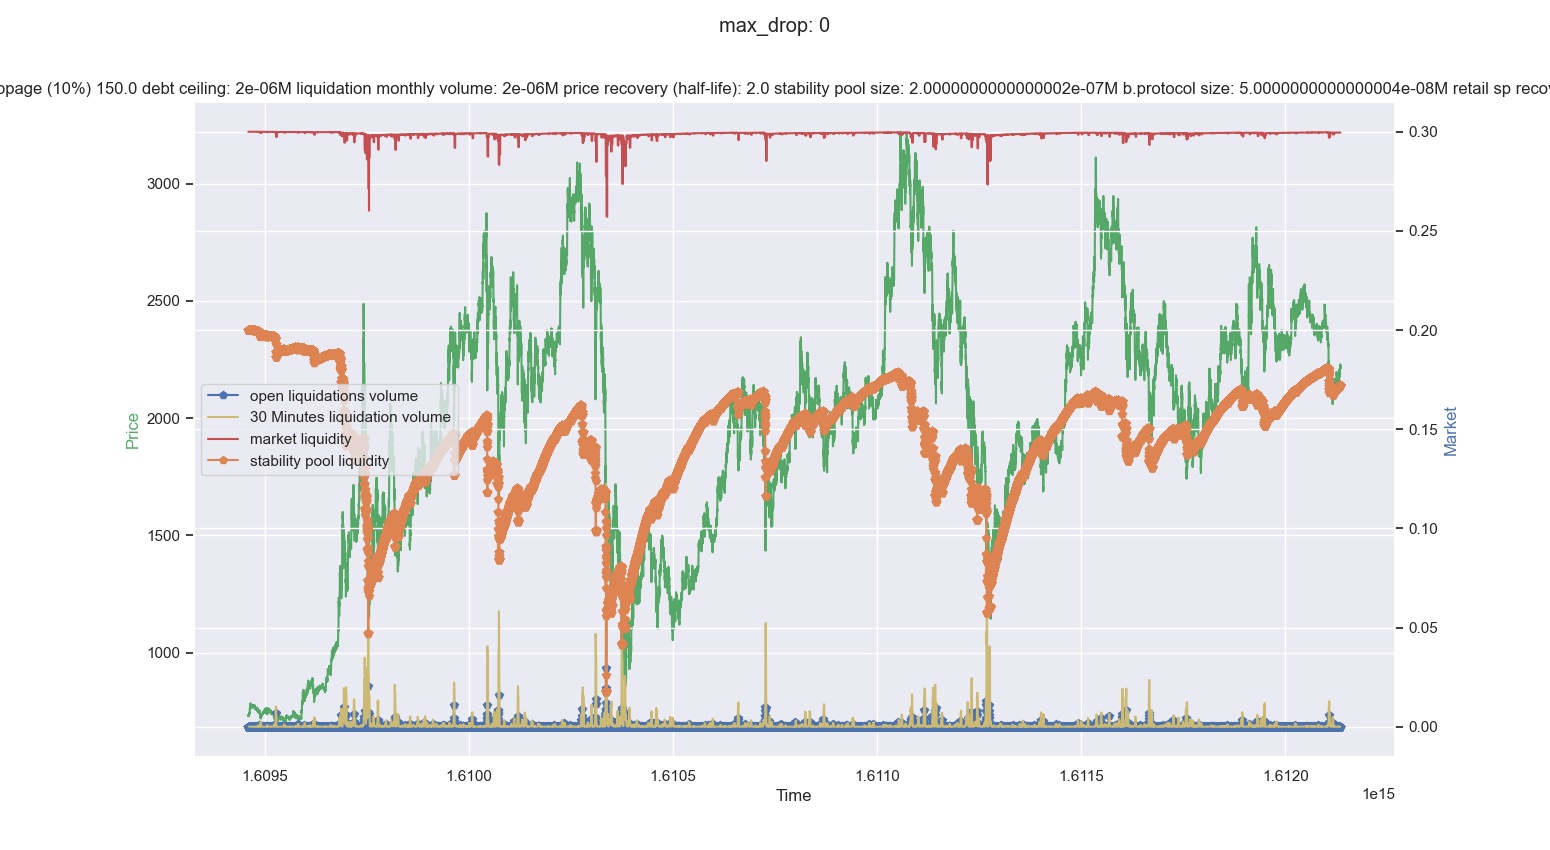 max_drop: 0
(10%) 150.0 debt ceiling: 2e-06M liquidation monthly volume: 2e-06M price recovery (half-life): 2.0 stability pool size: 2.0000000000000002e-07M b.protocol size: 5.0000000000000004e-08M retail sp
3000
2500
2000
1500
1000
Price
0.30
0.25
0.20
0.15
0.10
0.05
0.00
Market
open liquidations volume
30 Minutes liquidation volume
market liquidity
stability pool liquidity
1.6095
1.6100
1.6105
1.6110
1.6115
1.6120
Time
1e15